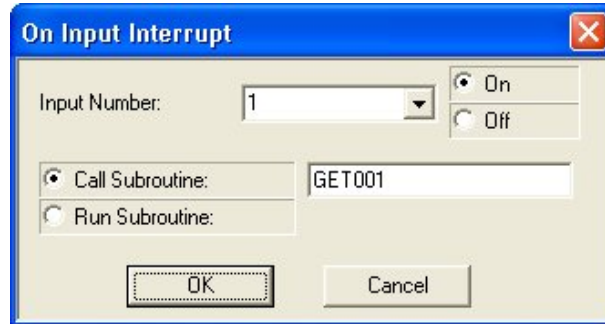 On Input Interrupt
Input Number: 1
On
Off
Call Subroutine: GET001
Run Subroutine:
OK Cancel